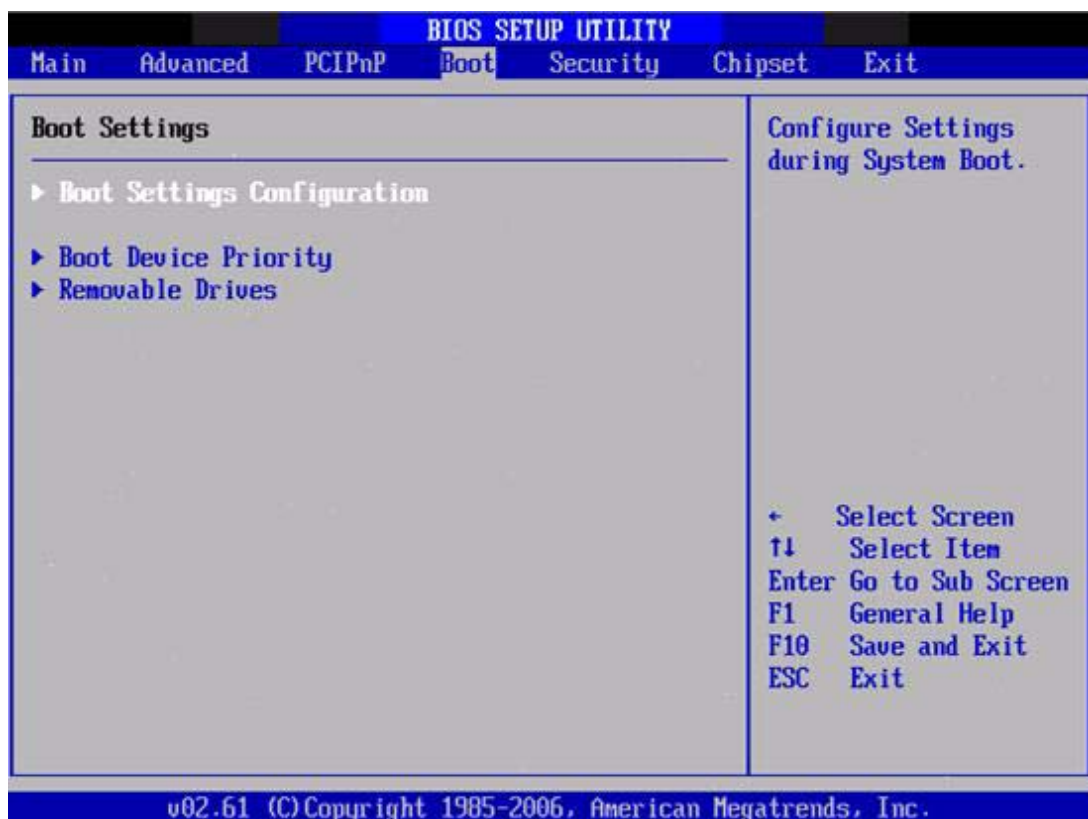 BIOS SETUP UTILITY
Main Advanced PCIPnP Boot Security Chipset Exit
Boot Settings
▶ Boot Settings Configuration
▶ Boot Device Priority
▶ Removable Drives
Configure Settings
during System Boot.
← Select Screen
↑↓ Select Item
Enter Go to Sub Screen
F1 General Help
F10 Save and Exit
ESC Exit
v02.61 (C)Copyright 1985-2006, American Megatrends, Inc.